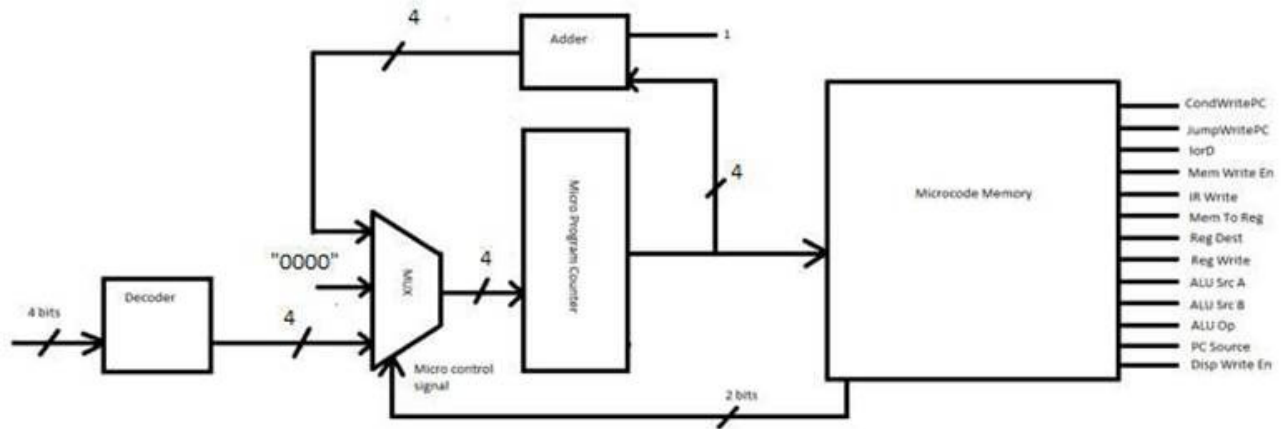 4
Adder
1
4
Micro Program Counter
Microcode Memory
CondWritePC
JumpWritePC
IorD
Mem Write En
IR Write
Mem To Reg
Reg Dest
Reg Write
ALU Src A
ALU Src B
ALU Op
PC Source
Disp Write En
"0000"
MUX
4
4 bits
Decoder
4
Micro control
signal
2 bits